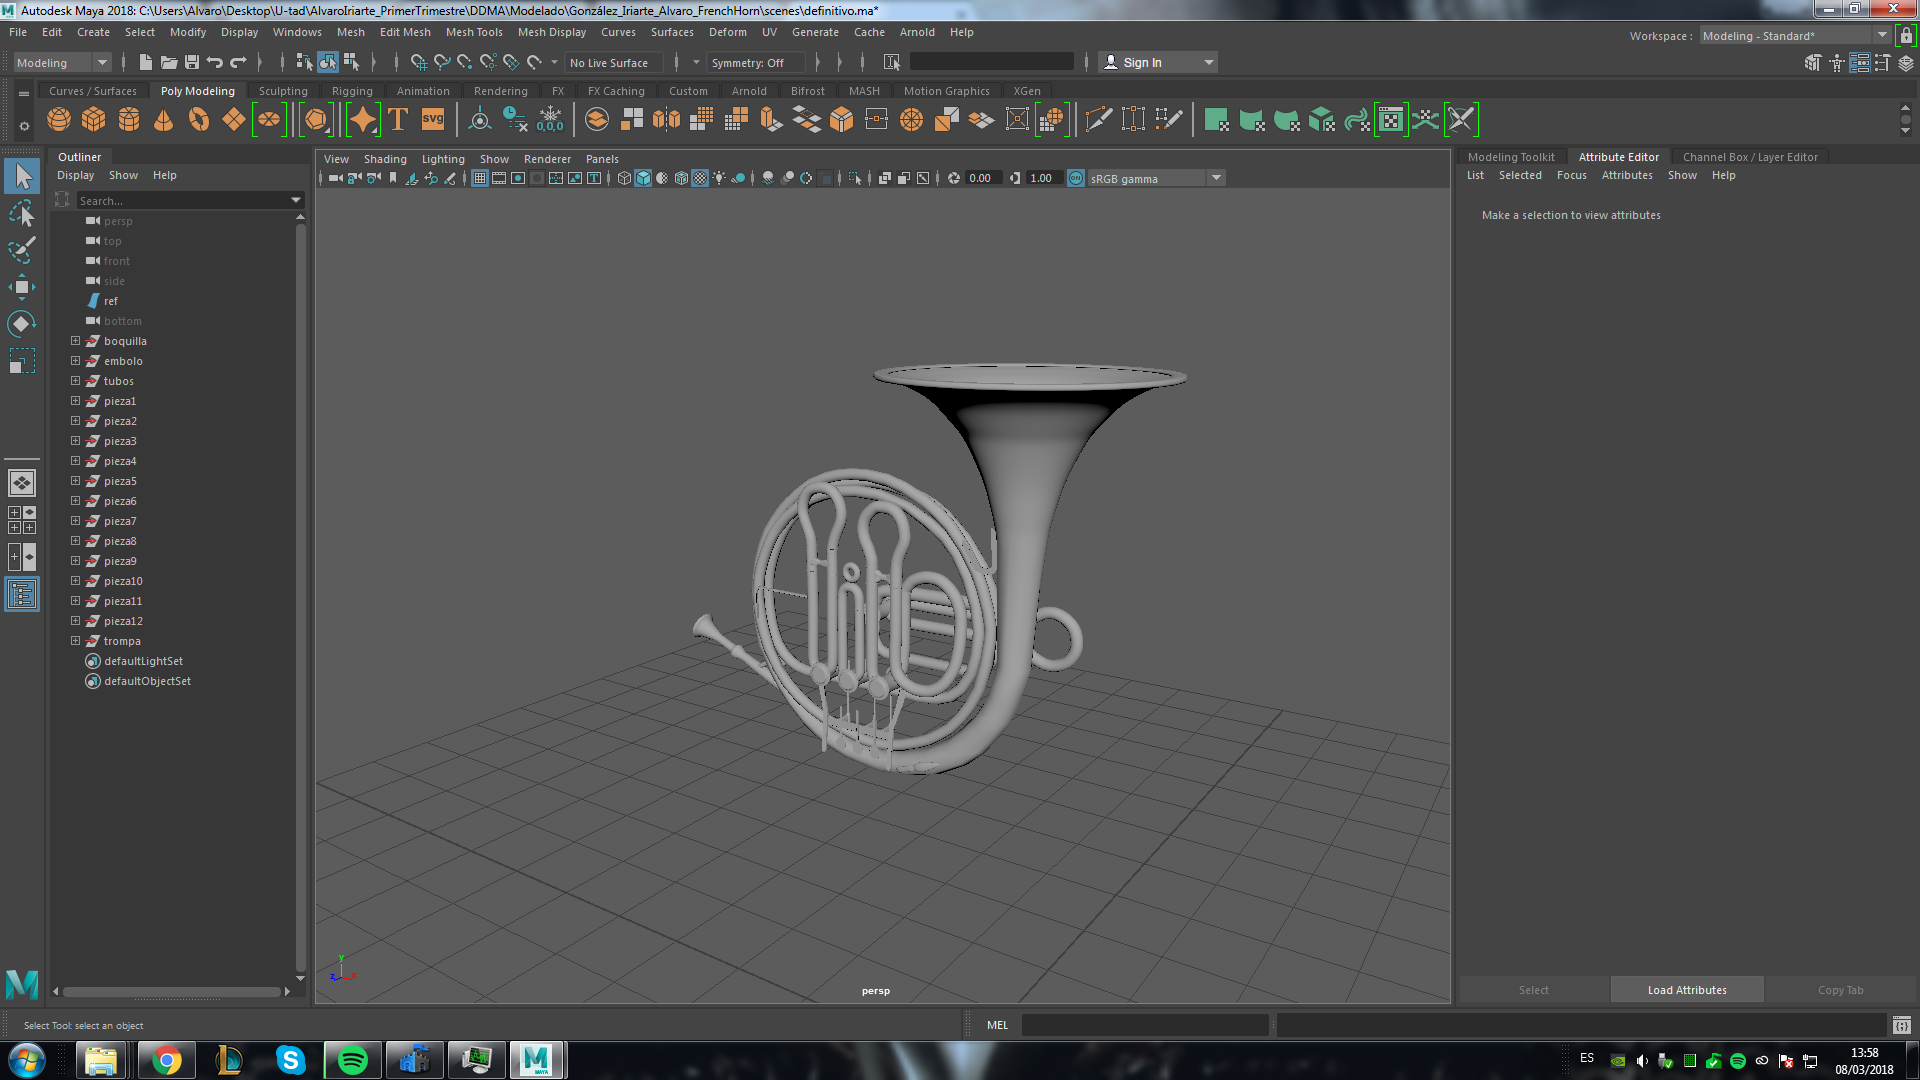 Autodesk Maya 2018: C:\Users\Alvaro\Desktop\U-tad\AlvaroIriarte_PrimerTrimestre\DDMA\Modelado\González_Iriarte_Alvaro_FrenchHorn\scenes\definitivo.ma*
File Edit Create Select Modify Display Windows Mesh Edit Mesh Mesh Tools Mesh Display Curves Surfaces Deform UV Generate Cache Arnold Help
Workspace : Modeling - Standard*
Modeling No Live Surface Symmetry: Off Sign In
Curves / Surfaces Poly Modeling Sculpting Rigging Animation Rendering FX FX Caching Custom Arnold Bifrost MASH Motion Graphics XGen
T svg 0,0,0
Outliner
Display Show Help
Search...
persp
top
front
side
ref
bottom
boquilla
embolo
tubos
pieza1
pieza2
pieza3
pieza4
pieza5
pieza6
pieza7
pieza8
pieza9
pieza10
pieza11
pieza12
trompa
defaultLightSet
defaultObjectSet
View Shading Lighting Show Renderer Panels
0.00 1.00 ON sRGB gamma
y
z x
persp
Modeling Toolkit Attribute Editor Channel Box / Layer Editor
List Selected Focus Attributes Show Help
Make a selection to view attributes
Select Load Attributes Copy Tab
Select Tool: select an object
MEL
ES
13:58
08/03/2018
MAYA